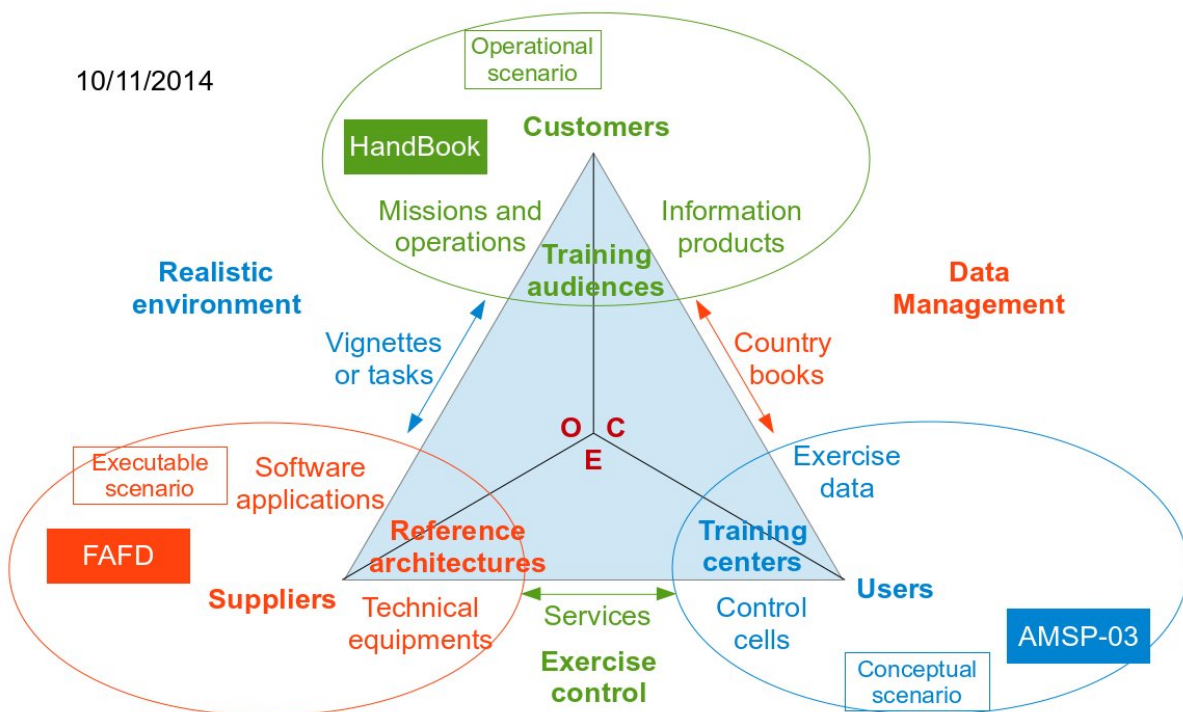 10/11/2014
Operational
scenario
Customers
HandBook
Missions and
operations
Information
products
Training
audiences
Realistic
environment
Data
Management
Vignettes
or tasks
Country
books
O C
E
Executable
scenario
Software
applications
Exercise
data
FAFD
Reference
architectures
Training
centers
Suppliers
Users
Technical
equipments
Services
Control
cells
AMSP-03
Exercise
control
Conceptual
scenario